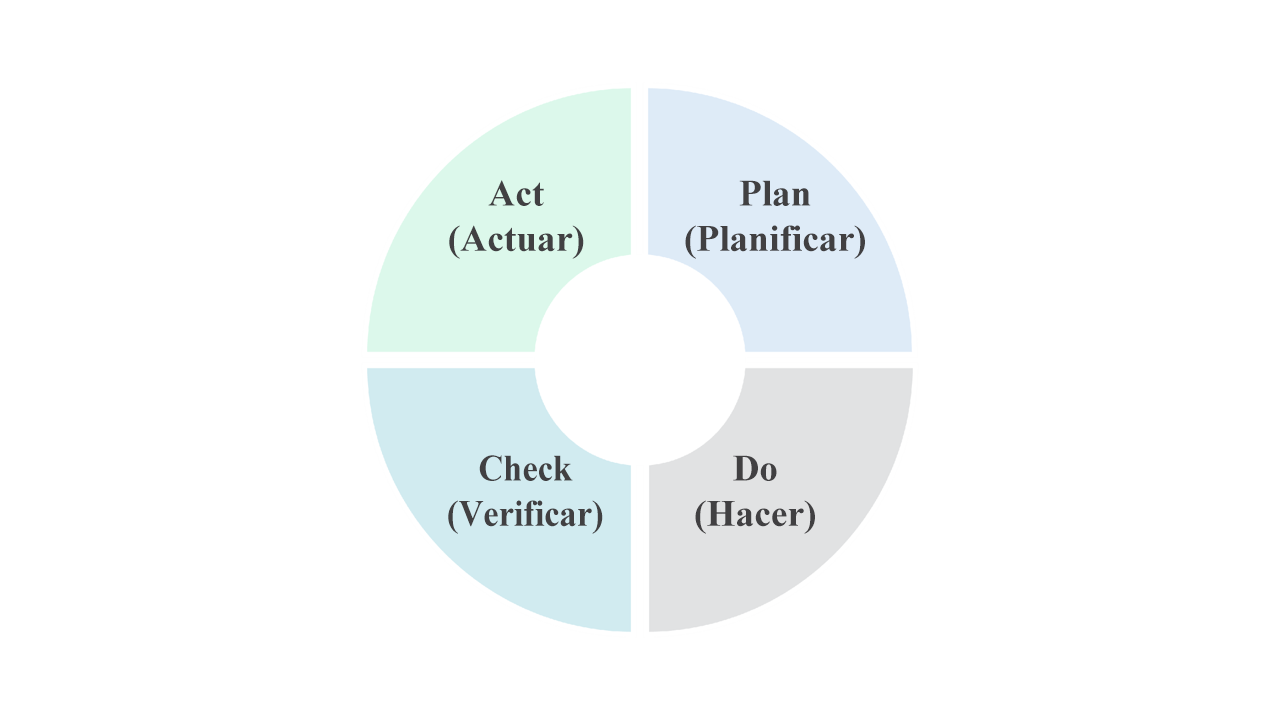 Act
(Actuar)
Plan
(Planificar)
Check
(Verificar)
Do
(Hacer)